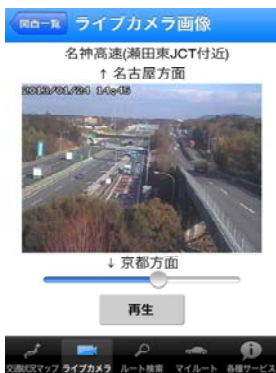 関西一覧
ライブカメラ画像
名神高速(瀬田東JCT付近)
↑ 名古屋方面
2013/01/24 14:45
↓ 京都方面
再生
交通状況マップ ライブカメラ ルート検索 マイルート 各種サービス